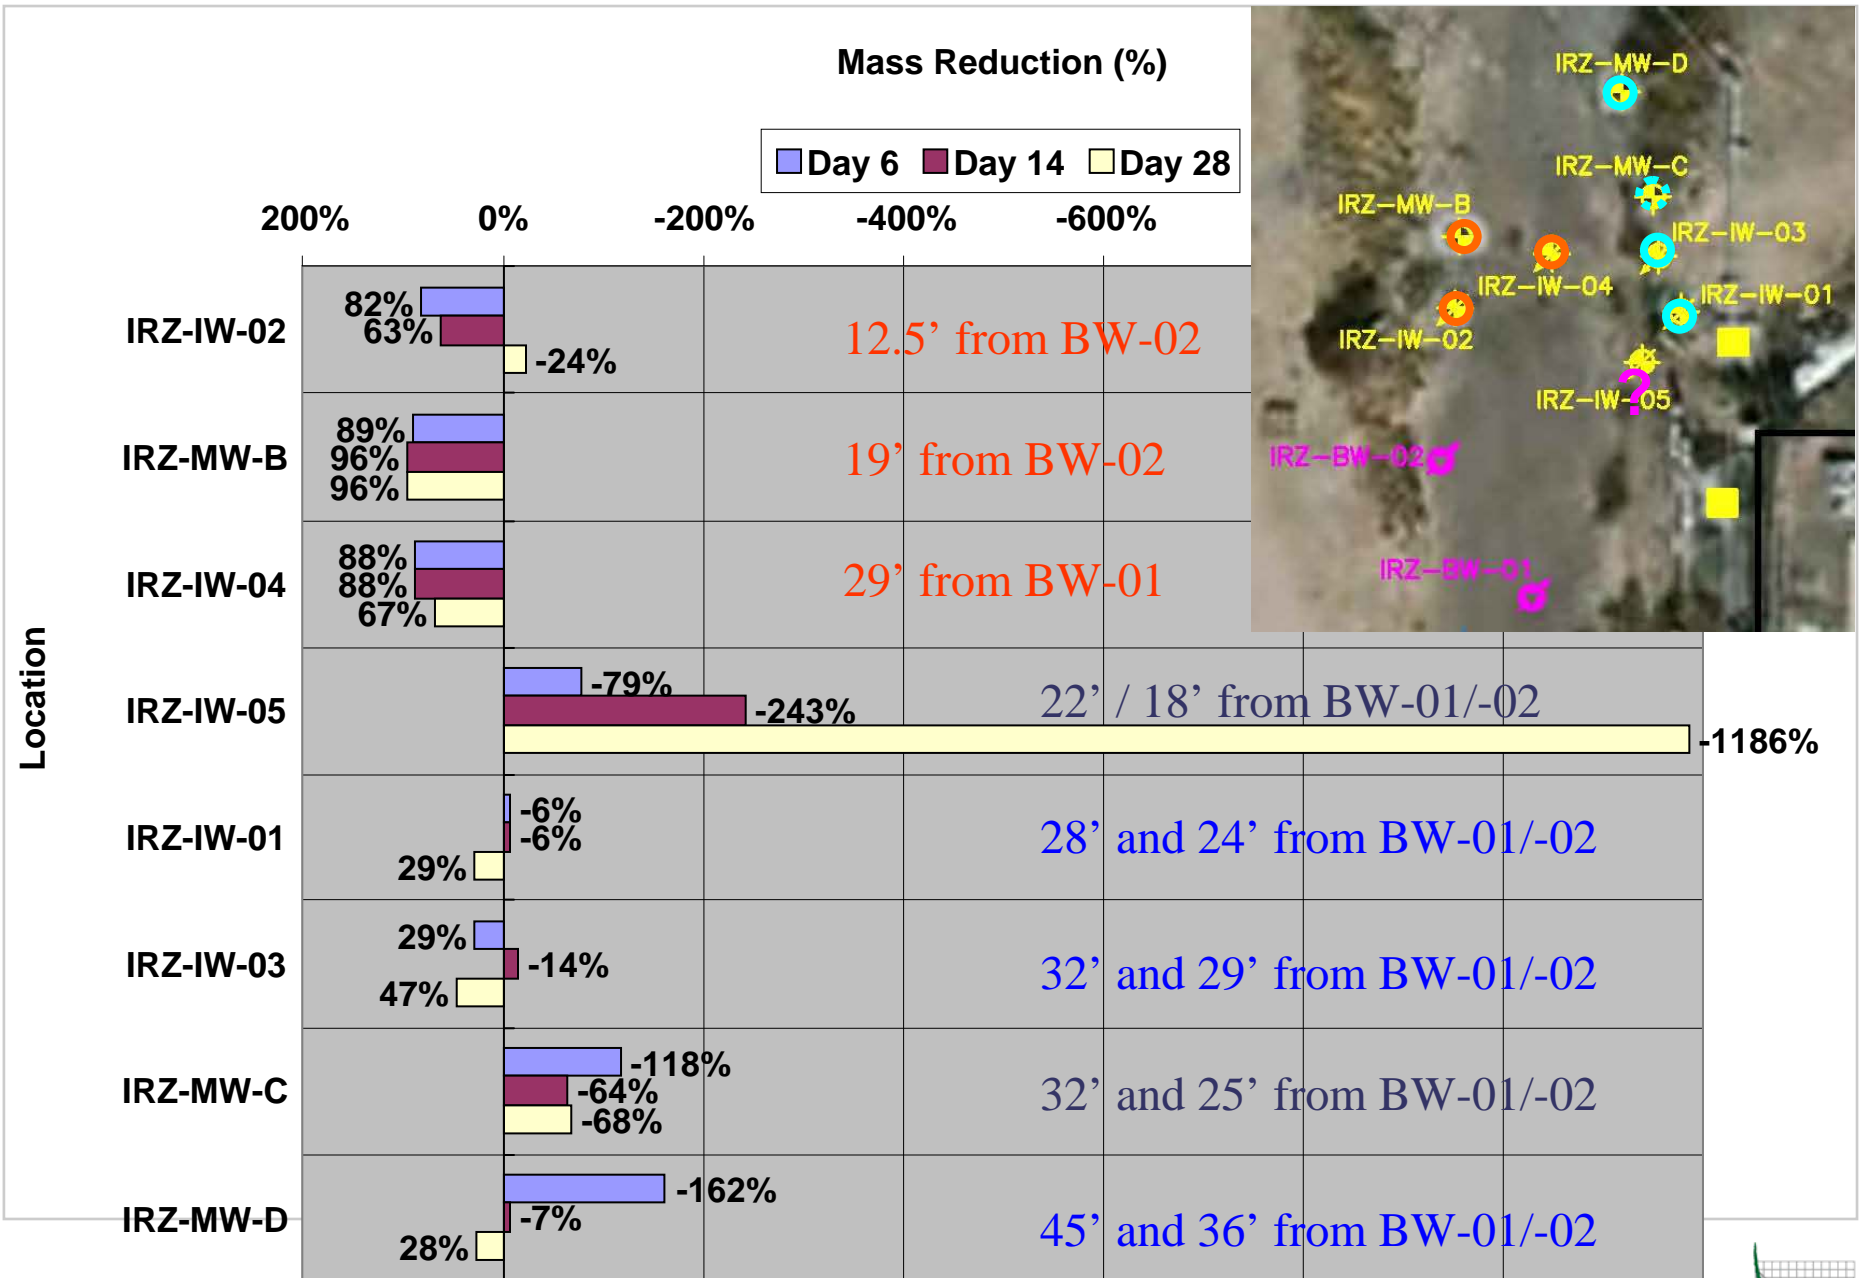 Mass Reduction (%)
Day 6 Day 14 Day 28
200% 0% -200% -400% -600%
Location
IRZ-IW-02
82%
63%
-24%
12.5’ from BW-02
IRZ-MW-B
89%
96%
96%
19’ from BW-02
IRZ-IW-04
88%
88%
67%
29’ from BW-01
IRZ-IW-05
-79%
-243%
-1186%
22’ / 18’ from BW-01/-02
IRZ-IW-01
-6%
-6%
29%
28’ and 24’ from BW-01/-02
IRZ-IW-03
29%
-14%
47%
32’ and 29’ from BW-01/-02
IRZ-MW-C
-118%
-64%
-68%
32’ and 25’ from BW-01/-02
IRZ-MW-D
-162%
-7%
28%
45’ and 36’ from BW-01/-02
IRZ-MW-D
IRZ-MW-C
IRZ-MW-B
IRZ-IW-03
IRZ-IW-04
IRZ-IW-01
IRZ-IW-02
?
IRZ-IW-05
IRZ-BW-02
IRZ-BW-01